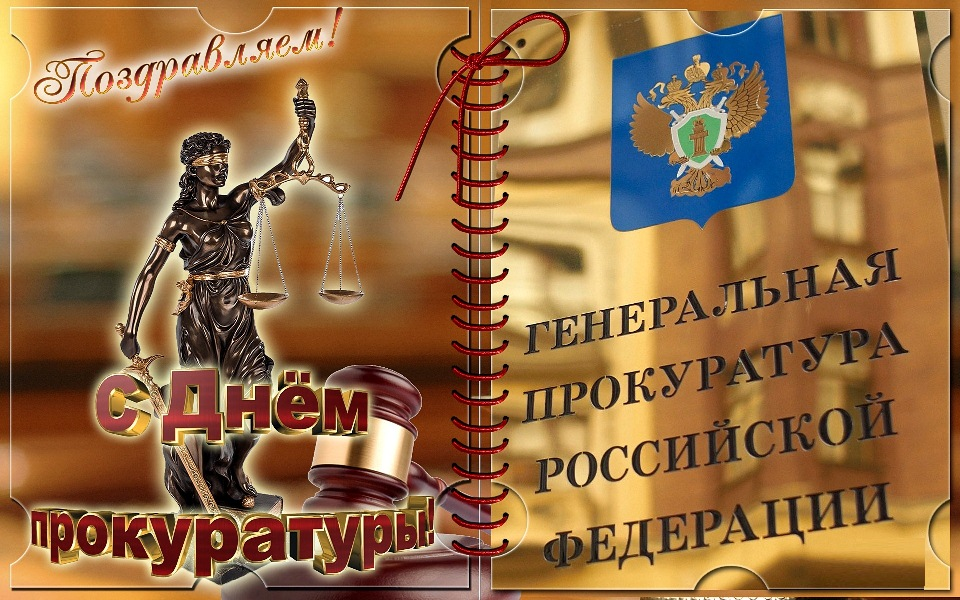 Поздравляем!
С Днём
прокуратуры!
ГЕНЕРАЛЬНАЯ
ПРОКУРАТУРА
РОССИЙСКОЙ
ФЕДЕРАЦИИ